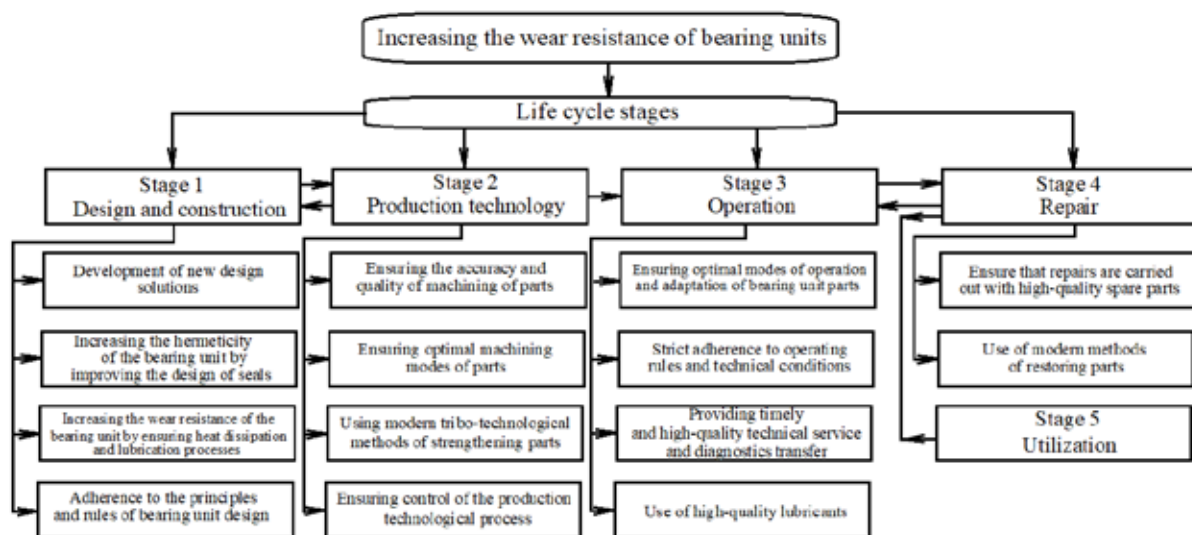 Increasing the wear resistance of bearing units
Life cycle stages
Stage 1
Design and construction
Development of new design
solutions
Increasing the hermeticity
of the bearing unit by
improving the design of seals
Increasing the wear resistance of the
bearing unit by ensuring heat dissipation
and lubrication processes
Adherence to the principles
and rules of bearing unit design
Stage 2
Production technology
Ensuring the accuracy and
quality of machining of parts
Ensuring optimal machining
modes of parts
Using modern tribo-technological
methods of strengthening parts
Ensuring control of the production
technological process
Stage 3
Operation
Ensuring optimal modes of operation
and adaptation of bearing unit parts
Strict adherence to operating
rules and technical conditions
Providing timely
and high-quality technical service
and diagnostics transfer
Use of high-quality lubricants
Stage 4
Repair
Ensure that repairs are carried
out with high-quality spare parts
Use of modern methods
of restoring parts
Stage 5
Utilization